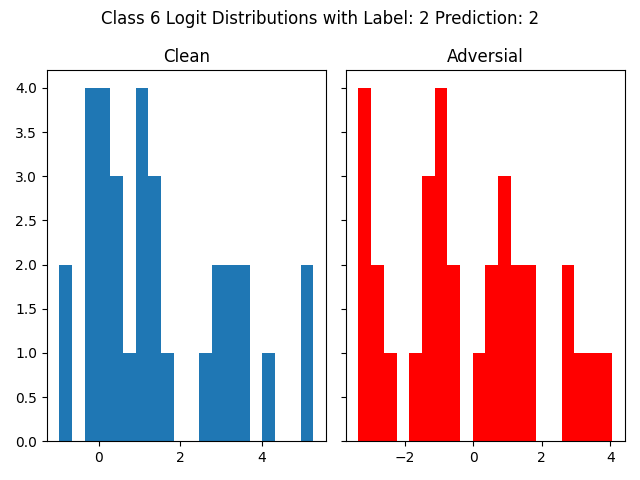 Class 6 Logit Distributions with Label: 2 Prediction: 2
Clean
Adversial
4.0
3.5
3.0
2.5
2.0
1.5
1.0
0.5
0.0
0 2 4
−2 0 2 4